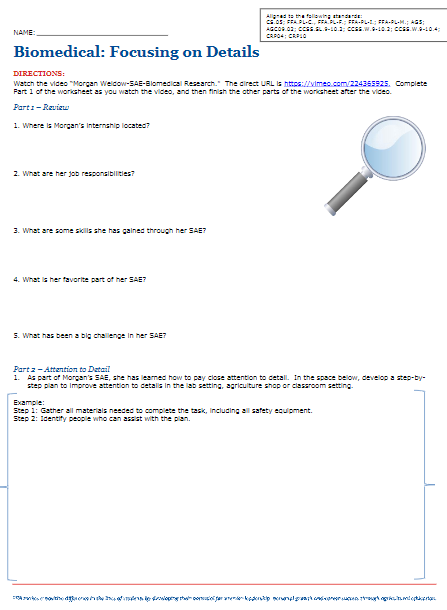 Aligned to the following standards:
CS.05; FFA.PL-C., FFA.PL-F.; FFA-PL-I.; FFA-PL-M.; AGS;
AGC09.03; CCSS.SL.9-10.2; CCSS.W.9-10.2; CCSS.W.9-10.4;
CRP04; CRP10
NAME:
Biomedical: Focusing on Details
DIRECTIONS:
Watch the video "Morgan Weldow-SAE-Biomedical Research." The direct URL is https://vimeo.com/224365925. Complete
Part 1 of the worksheet as you watch the video, and then finish the other parts of the worksheet after the video.
Part 1 – Review
1. Where is Morgan's internship located?
2. What are her job responsibilities?
3. What are some skills she has gained through her SAE?
4. What is her favorite part of her SAE?
5. What has been a big challenge in her SAE?
Part 2 – Attention to Detail
1. As part of Morgan's SAE, she has learned how to pay close attention to detail. In the space below, develop a step-by-
step plan to improve attention to details in the lab setting, agriculture shop or classroom setting.
Example:
Step 1: Gather all materials needed to complete the task, including all safety equipment.
Step 2: Identify people who can assist with the plan.
FFA makes a positive difference in the lives of students by developing their potential for premier leadership, personal growth and career success through agricultural education.